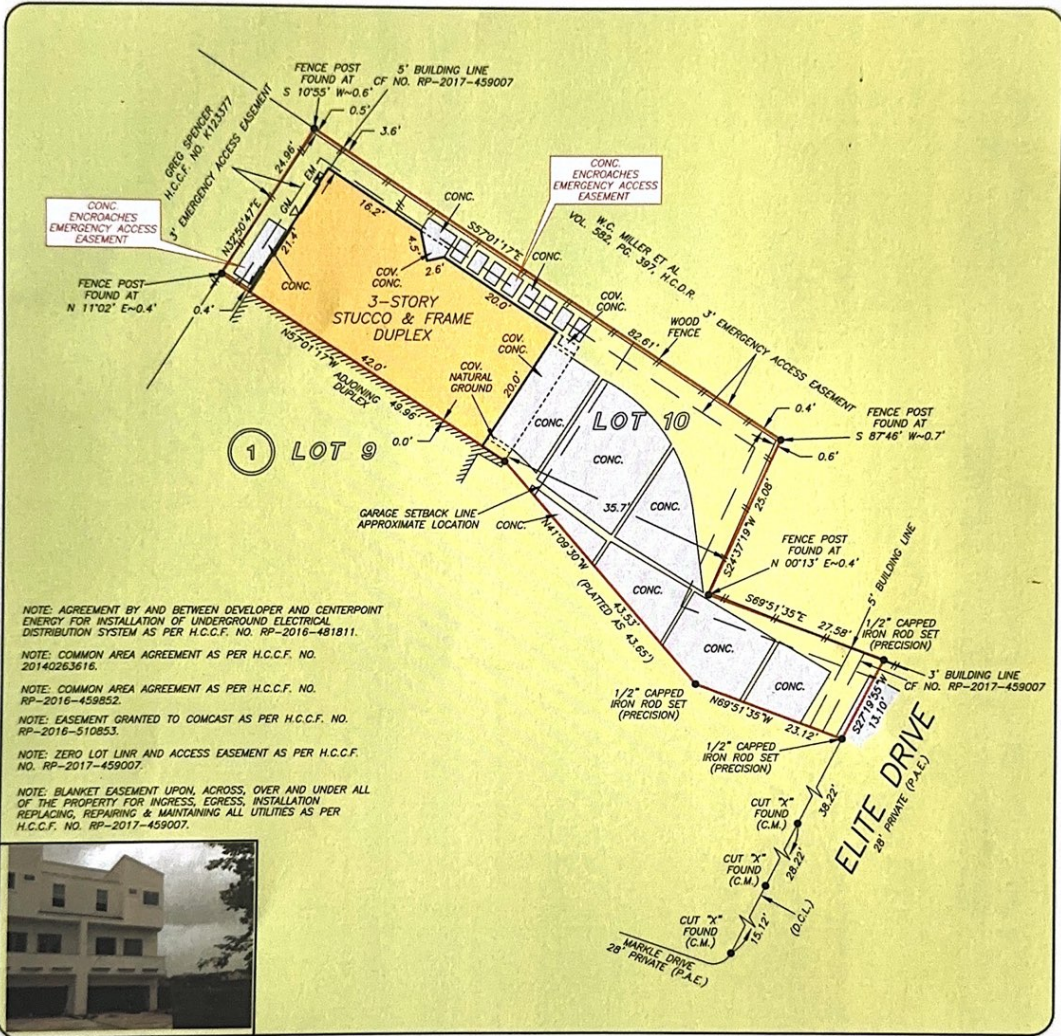 FENCE POST
FOUND AT
S 10°55' W~0.6'
5' BUILDING LINE
CF NO. RP-2017-459007
0.5'
3.6'
GREG SPENCER
H.C.C.F. NO. K123377
3' EMERGENCY ACCESS EASEMENT
24.96'
N32°50'47"E
EM
GM
CONC.
ENCROACHES
EMERGENCY ACCESS
EASEMENT
CONC.
ENCROACHES
EMERGENCY ACCESS
EASEMENT
FENCE POST
FOUND AT
N 11°02' E~0.4'
0.4'
21.4'
CONC.
16.2'
4.5'
2.6'
COV.
CONC.
CONC.
S57°01'17"E
CONC.
W.C. MILLER ET AL
VOL. 582, PG. 397, H.C.D.R.
20.0'
COV.
CONC.
3-STORY
STUCCO & FRAME
DUPLEX
COV.
CONC.
WOOD
FENCE
82.61'
3' EMERGENCY ACCESS EASEMENT
N57°01'17"W
42.0'
ADJOINING
DUPLEX
49.96'
COV.
NATURAL
GROUND
20.0'
0.0'
0.4'
FENCE POST
FOUND AT
S 87°46' W~0.7'
0.6'
1 LOT 9
LOT 10
CONC.
CONC.
CONC.
35.7'
25.08'
S24°37'19"W
GARAGE SETBACK LINE
APPROXIMATE LOCATION
CONC.
N41°09'30"W
(PLATTED AS 43.65')
43.53'
FENCE POST
FOUND AT
N 00°13' E~0.4'
5' BUILDING LINE
CONC.
S69°51'35"E
27.58'
1/2" CAPPED
IRON ROD SET
(PRECISION)
CONC.
CONC.
3' BUILDING LINE
CF NO. RP-2017-459007
S27°19'55"W
13.10'
1/2" CAPPED
IRON ROD SET
(PRECISION)
N69°51'35"W
23.12'
1/2" CAPPED
IRON ROD SET
(PRECISION)
ELITE DRIVE
28' PRIVATE (P.A.E.)
38.22'
CUT "X"
FOUND
(C.M.)
28.22'
CUT "X"
FOUND
(C.M.)
(D.C.L.)
CUT "X"
FOUND
(C.M.)
15.12'
MARKLE DRIVE
28' PRIVATE (P.A.E.)
NOTE: AGREEMENT BY AND BETWEEN DEVELOPER AND CENTERPOINT
ENERGY FOR INSTALLATION OF UNDERGROUND ELECTRICAL
DISTRIBUTION SYSTEM AS PER H.C.C.F. NO. RP-2016-481811.
NOTE: COMMON AREA AGREEMENT AS PER H.C.C.F. NO.
20140263616.
NOTE: COMMON AREA AGREEMENT AS PER H.C.C.F. NO.
RP-2016-459852.
NOTE: EASEMENT GRANTED TO COMCAST AS PER H.C.C.F. NO.
RP-2016-510853.
NOTE: ZERO LOT LINR AND ACCESS EASEMENT AS PER H.C.C.F.
NO. RP-2017-459007.
NOTE: BLANKET EASEMENT UPON, ACROSS, OVER AND UNDER ALL
OF THE PROPERTY FOR INGRESS, EGRESS, INSTALLATION
REPLACING, REPAIRING & MAINTAINING ALL UTILITIES AS PER
H.C.C.F. NO. RP-2017-459007.